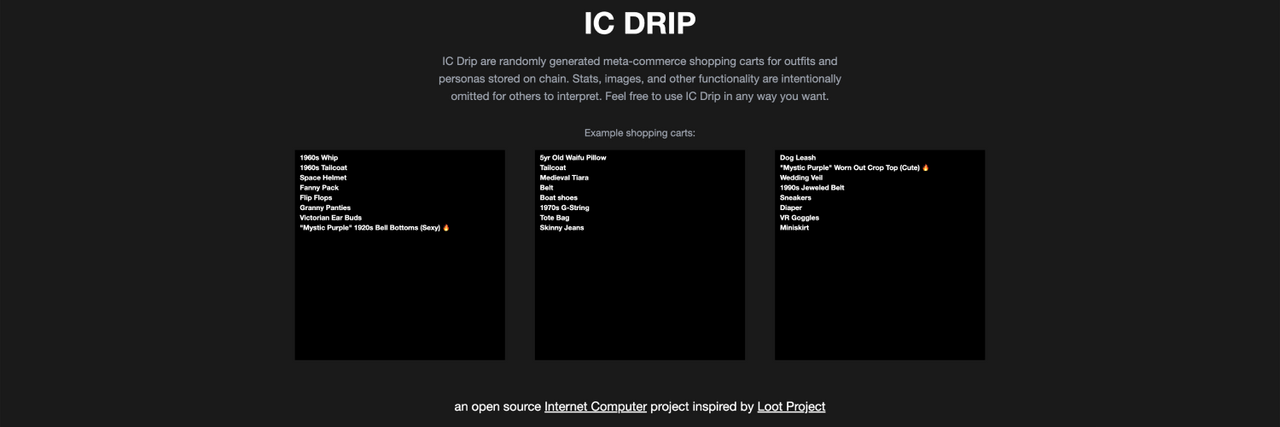 IC DRIP
IC Drip are randomly generated meta-commerce shopping carts for outfits and
personas stored on chain. Stats, images, and other functionality are intentionally
omitted for others to interpret. Feel free to use IC Drip in any way you want.
Example shopping carts:
1960s Whip
1960s Tailcoat
Space Helmet
Fanny Pack
Flip Flops
Granny Panties
Victorian Ear Buds
"Mystic Purple" 1920s Bell Bottoms (Sexy) 🔥
5yr Old Waifu Pillow
Tailcoat
Medieval Tiara
Belt
Boat shoes
1970s G-String
Tote Bag
Skinny Jeans
Dog Leash
"Mystic Purple" Worn Out Crop Top (Cute) 🔥
Wedding Veil
1990s Jeweled Belt
Sneakers
Diaper
VR Goggles
Miniskirt
an open source Internet Computer project inspired by Loot Project